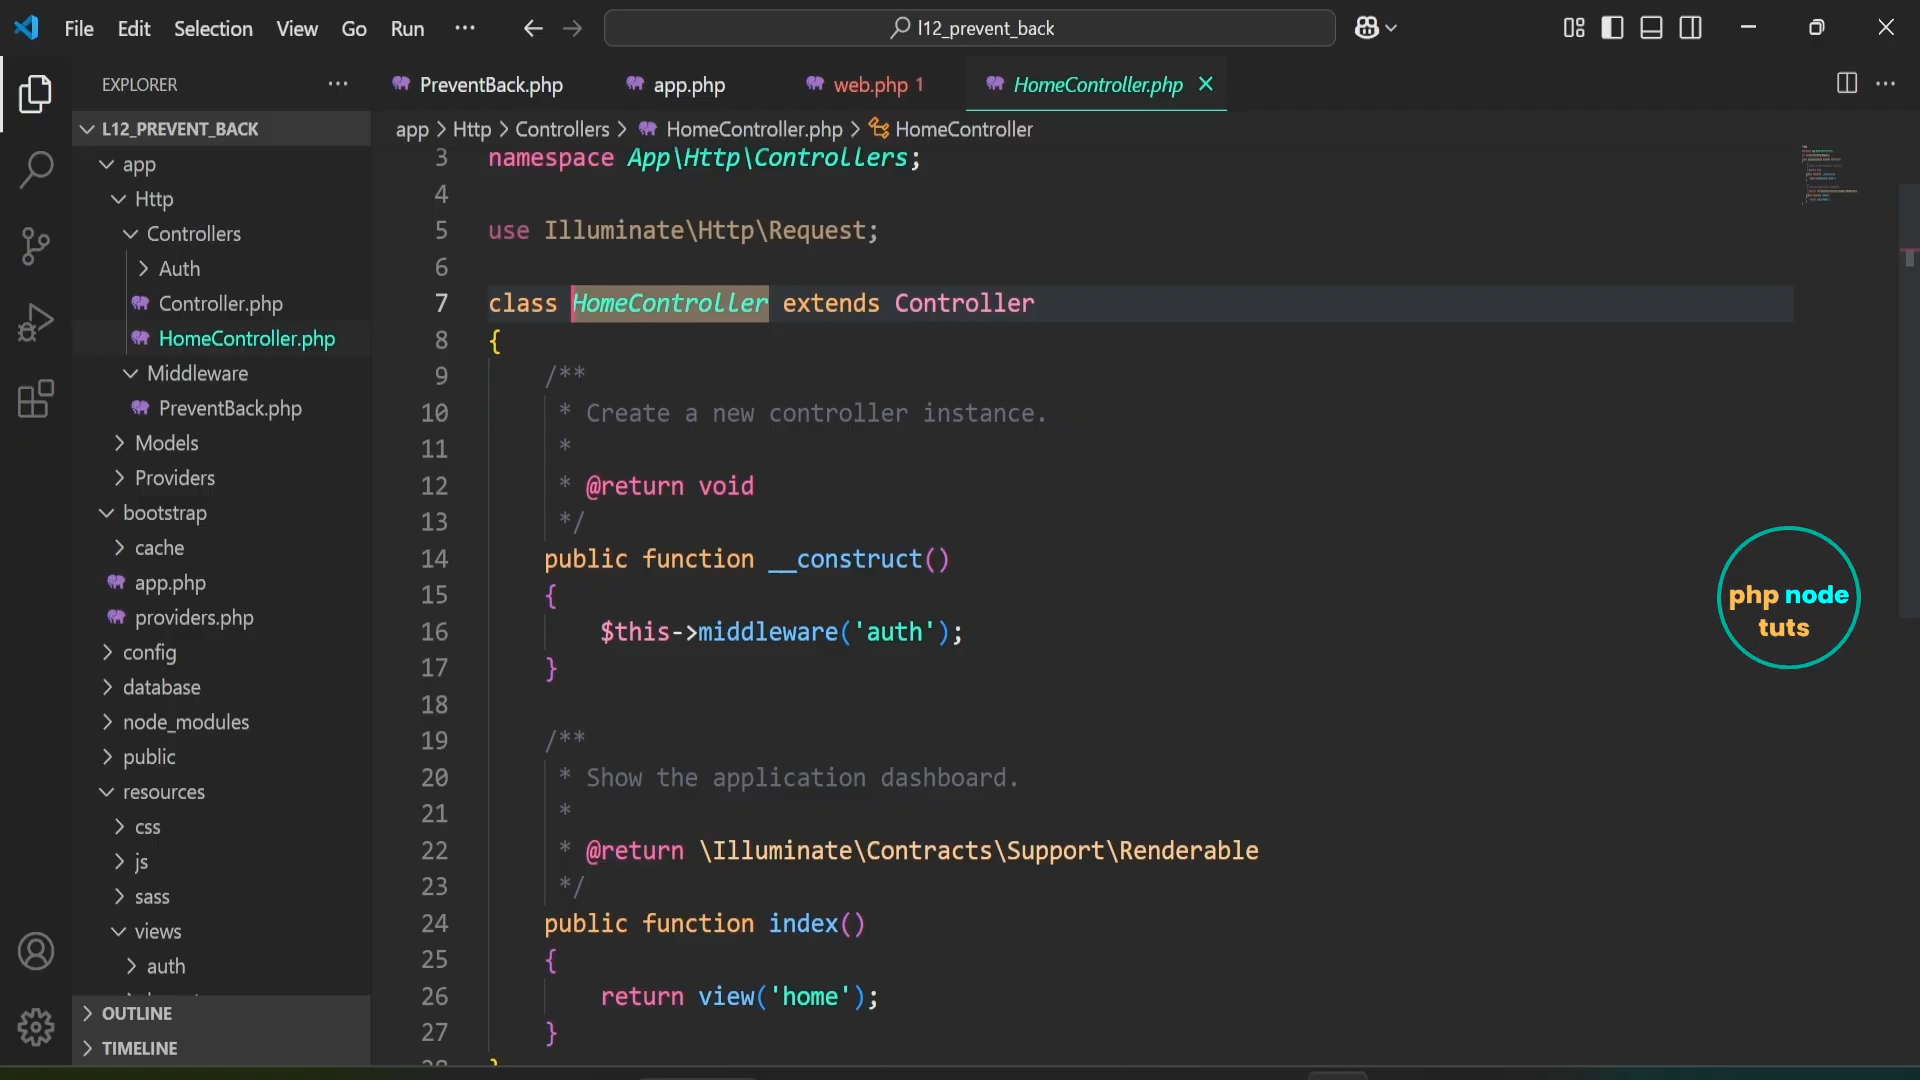 File Edit Selection View Go Run ··· l12_prevent_back
EXPLORER ···
PreventBack.php app.php web.php 1 HomeController.php
L12_PREVENT_BACK
app
Http
Controllers
Auth
Controller.php
HomeController.php
Middleware
PreventBack.php
Models
Providers
bootstrap
cache
app.php
providers.php
config
database
node_modules
public
resources
css
js
sass
views
auth
OUTLINE
TIMELINE
app > Http > Controllers > HomeController.php > HomeController
3 namespace App\Http\Controllers;
4
5 use Illuminate\Http\Request;
6
7 class HomeController extends Controller
8 {
9 /**
10 * Create a new controller instance.
11 *
12 * @return void
13 */
14 public function __construct()
15 {
16 $this->middleware('auth');
17 }
18
19 /**
20 * Show the application dashboard.
21 *
22 * @return \Illuminate\Contracts\Support\Renderable
23 */
24 public function index()
25 {
26 return view('home');
27 }
php node
tuts